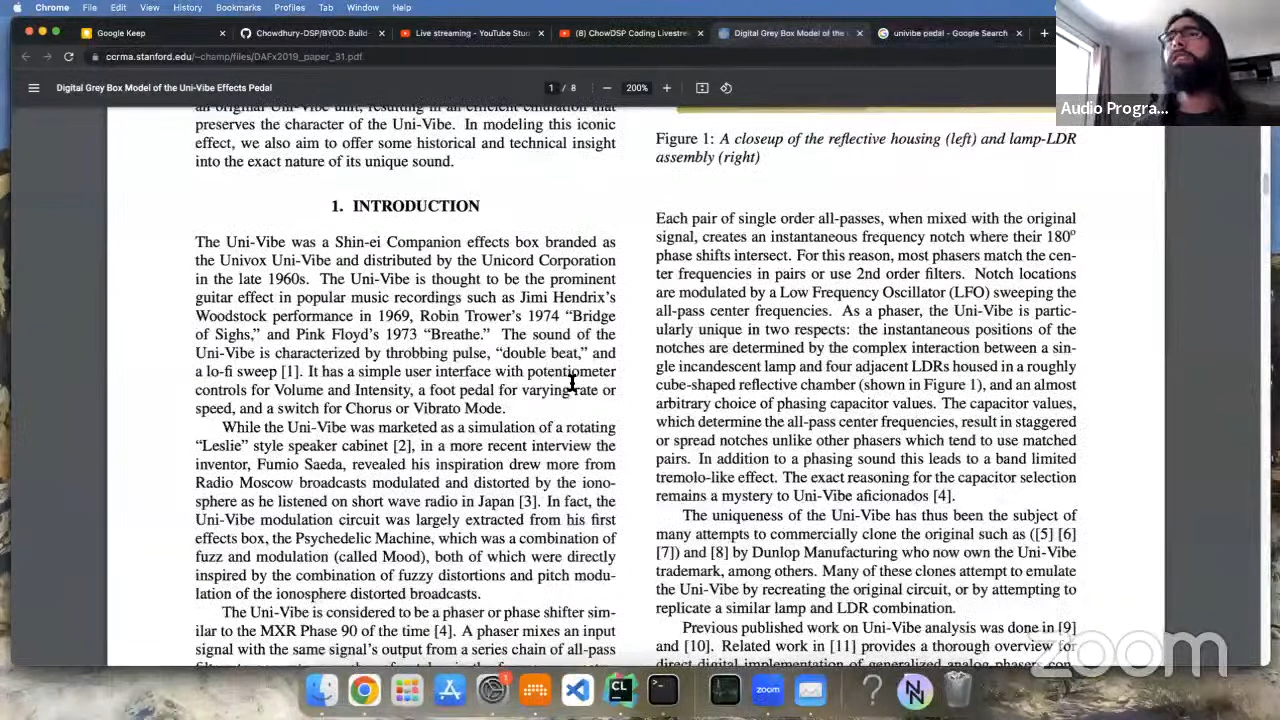 Chrome File Edit View History Bookmarks Profiles Tab Window Help
Google Keep
Chowdhury-DSP/BYOD: Build-
Live streaming - YouTube Stu
(8) ChowDSP Coding Livestre
Digital Grey Box Model of the U
univibe pedal - Google Search
ccrma.stanford.edu/~champ/files/DAFx2019_paper_31.pdf
Digital Grey Box Model of the Uni-Vibe Effects Pedal
1 / 8
200%
Audio Progra...
an original Uni-Vibe unit, resulting in an efficient emulation that
preserves the character of the Uni-Vibe. In modeling this iconic
effect, we also aim to offer some historical and technical insight
into the exact nature of its unique sound.
1. INTRODUCTION
The Uni-Vibe was a Shin-ei Companion effects box branded as
the Univox Uni-Vibe and distributed by the Unicord Corporation
in the late 1960s. The Uni-Vibe is thought to be the prominent
guitar effect in popular music recordings such as Jimi Hendrix's
Woodstock performance in 1969, Robin Trower's 1974 “Bridge
of Sighs,” and Pink Floyd's 1973 “Breathe.” The sound of the
Uni-Vibe is characterized by throbbing pulse, “double beat,” and
a lo-fi sweep [1]. It has a simple user interface with potentiometer
controls for Volume and Intensity, a foot pedal for varying rate or
speed, and a switch for Chorus or Vibrato Mode.
While the Uni-Vibe was marketed as a simulation of a rotating
“Leslie” style speaker cabinet [2], in a more recent interview the
inventor, Fumio Saeda, revealed his inspiration drew more from
Radio Moscow broadcasts modulated and distorted by the iono-
sphere as he listened on short wave radio in Japan [3]. In fact, the
Uni-Vibe modulation circuit was largely extracted from his first
effects box, the Psychedelic Machine, which was a combination of
fuzz and modulation (called Mood), both of which were directly
inspired by the combination of fuzzy distortions and pitch modu-
lation of the ionosphere distorted broadcasts.
The Uni-Vibe is considered to be a phaser or phase shifter sim-
ilar to the MXR Phase 90 of the time [4]. A phaser mixes an input
signal with the same signal's output from a series chain of all-pass
Figure 1: A closeup of the reflective housing (left) and lamp-LDR
assembly (right)
Each pair of single order all-passes, when mixed with the original
signal, creates an instantaneous frequency notch where their 180°
phase shifts intersect. For this reason, most phasers match the cen-
ter frequencies in pairs or use 2nd order filters. Notch locations
are modulated by a Low Frequency Oscillator (LFO) sweeping the
all-pass center frequencies. As a phaser, the Uni-Vibe is partic-
ularly unique in two respects: the instantaneous positions of the
notches are determined by the complex interaction between a sin-
gle incandescent lamp and four adjacent LDRs housed in a roughly
cube-shaped reflective chamber (shown in Figure 1), and an almost
arbitrary choice of phasing capacitor values. The capacitor values,
which determine the all-pass center frequencies, result in staggered
or spread notches unlike other phasers which tend to use matched
pairs. In addition to a phasing sound this leads to a band limited
tremolo-like effect. The exact reasoning for the capacitor selection
remains a mystery to Uni-Vibe aficionados [4].
The uniqueness of the Uni-Vibe has thus been the subject of
many attempts to commercially clone the original such as ([5] [6]
[7]) and [8] by Dunlop Manufacturing who now own the Uni-Vibe
trademark, among others. Many of these clones attempt to emulate
the Uni-Vibe by recreating the original circuit, or by attempting to
replicate a similar lamp and LDR combination.
Previous published work on Uni-Vibe analysis was done in [9]
and [10]. Related work in [11] provides a thorough overview for
direct digital implementation of generalized analog phasers con-
zoom
CL
zoom